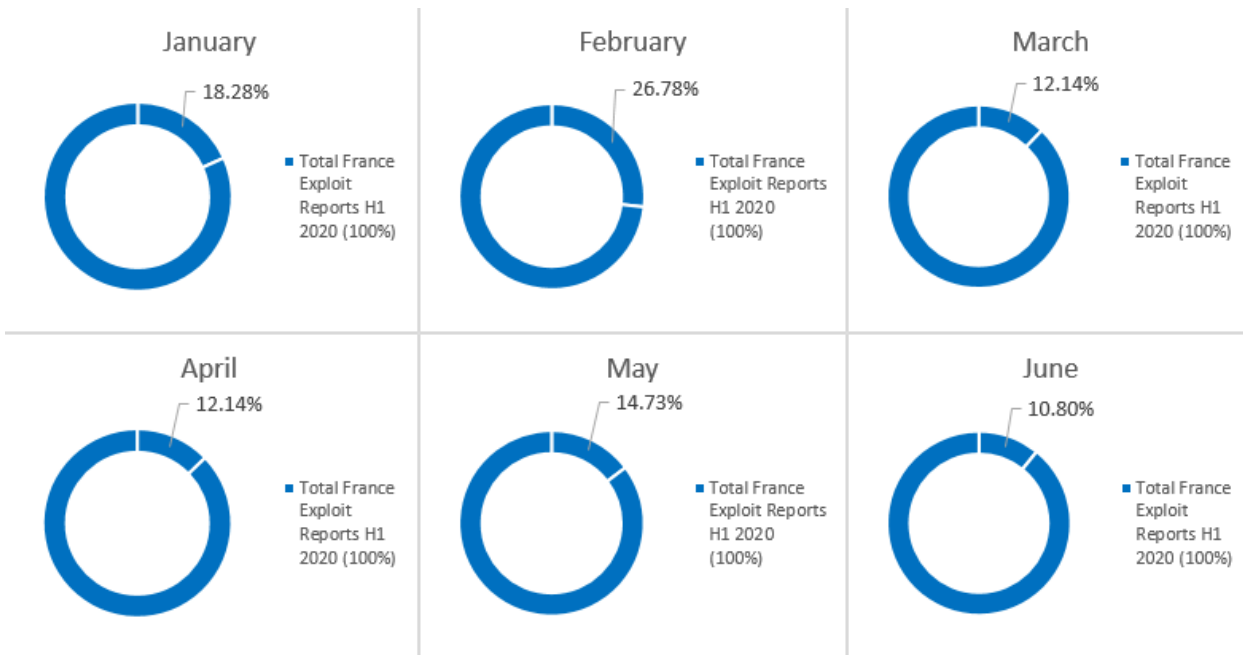 January
18.28%
Total France
Exploit
Reports H1
2020 (100%)
February
26.78%
Total France
Exploit Reports
H1 2020
(100%)
March
12.14%
Total France
Exploit
Reports H1
2020 (100%)
April
12.14%
Total France
Exploit
Reports H1
2020 (100%)
May
14.73%
Total France
Exploit Reports
H1 2020
(100%)
June
10.80%
Total France
Exploit
Reports H1
2020 (100%)